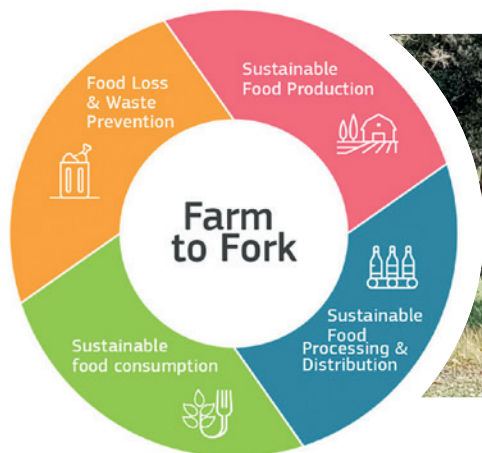 Food Loss
& Waste
Prevention
Sustainable
Food Production
Farm
to Fork
Sustainable
Food
Processing &
Distribution
Sustainable
food consumption